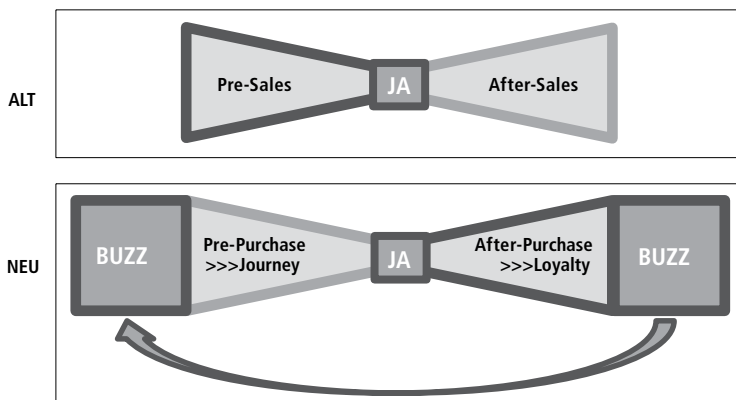 ALT
Pre-Sales
JA
After-Sales
NEU
BUZZ
Pre-Purchase
>>>Journey
JA
After-Purchase
>>>Loyalty
BUZZ